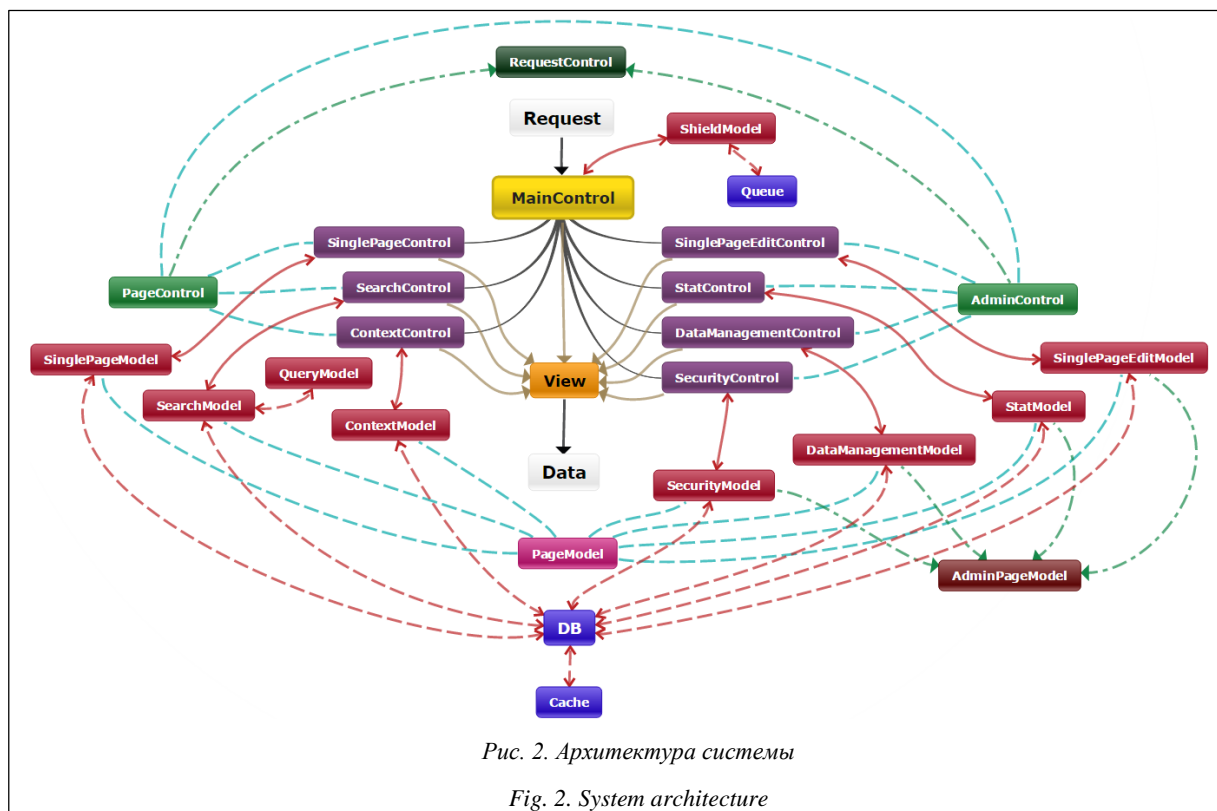 RequestControl
Request
ShieldModel
MainControl
Queue
SinglePageControl
SinglePageEditControl
PageControl
SearchControl
StatControl
AdminControl
ContextControl
DataManagementControl
SinglePageModel
QueryModel
View
SecurityControl
SinglePageEditModel
SearchModel
ContextModel
StatModel
DataManagementModel
Data
SecurityModel
PageModel
AdminPageModel
DB
Cache
Рис. 2. Архитектура системы
Fig. 2. System architecture